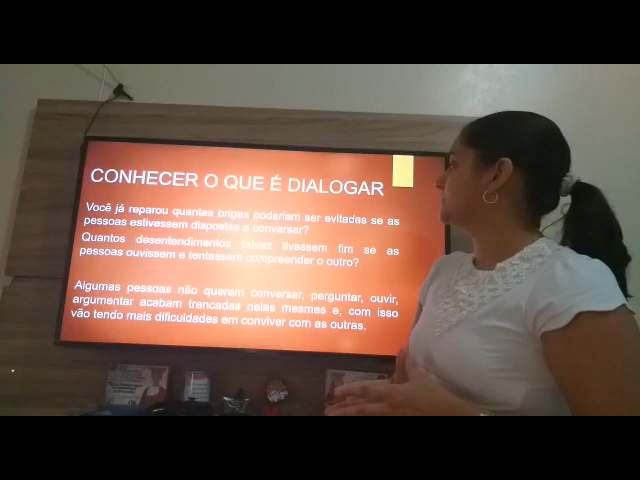 CONHECER O QUE É DIALOGAR
Você já reparou quantas brigas poderiam ser evitadas se as
pessoas estivessem dispostas a conversar?
Quantos desentendimentos talvez tivessem fim se as
pessoas ouvissem e tentassem compreender o outro?
Algumas pessoas não querem conversar, perguntar, ouvir,
argumentar acabam trancadas nelas mesmas e, com isso
vão tendo mais dificuldades em conviver com as outras.